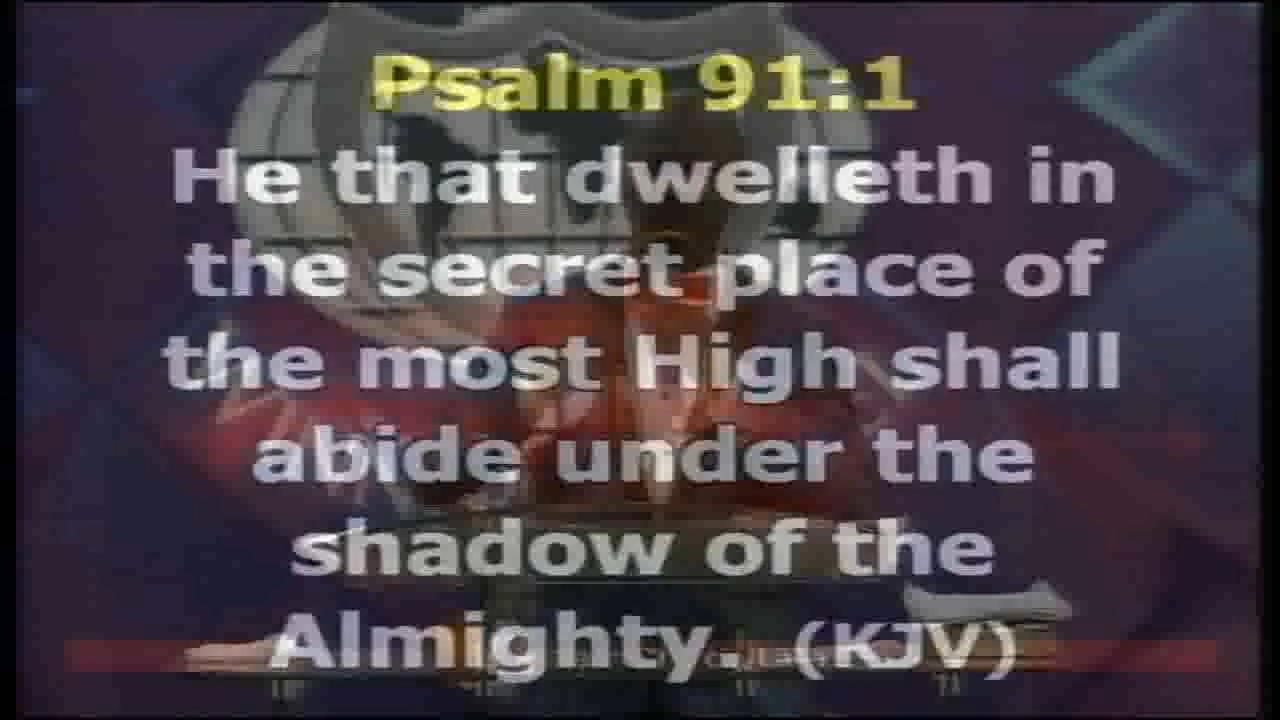 Psalm 91:1
He that dwelleth in
the secret place of
the most High shall
abide under the
shadow of the
Almighty. (KJV)